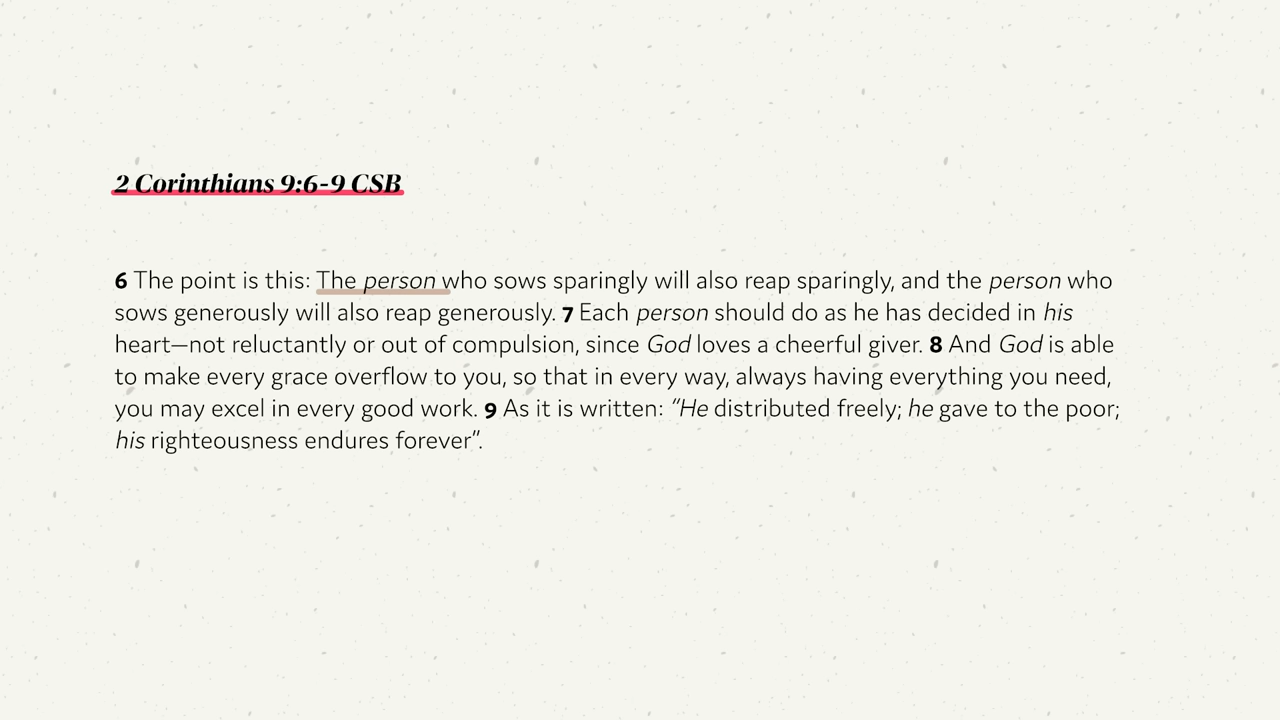 2 Corinthians 9:6-9 CSB
6 The point is this: The person who sows sparingly will also reap sparingly, and the person who
sows generously will also reap generously. 7 Each person should do as he has decided in his
heart—not reluctantly or out of compulsion, since God loves a cheerful giver. 8 And God is able
to make every grace overflow to you, so that in every way, always having everything you need,
you may excel in every good work. 9 As it is written: “He distributed freely; he gave to the poor;
his righteousness endures forever”.